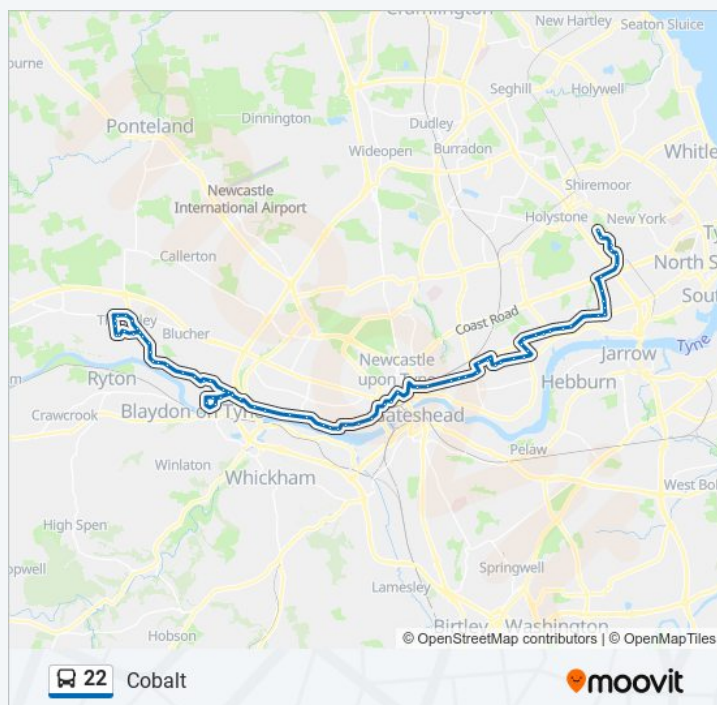 Cramlington
New Hartley
Seaton Sluice
Seghill
Holywell
Dinnington
Dudley
Ponteland
Burradon
Wideopen
Whitle
Shiremoor
Newcastle
International Airport
Holystone
New York
Callerton
North S
Coast Road
Blucher
Tyne
Newcastle
upon Tyne
Jarrow
Ryton
Hebburn
Crawcrook
Blaydon on Tyne
Gateshead
Pelaw
Winlaton
Whickham
West Bol
High Spen
Springwell
opwell
Lamesley
Birtley
Washington
Hobson
© OpenStreetMap contributors | © OpenMapTiles
22 Cobalt
moovit